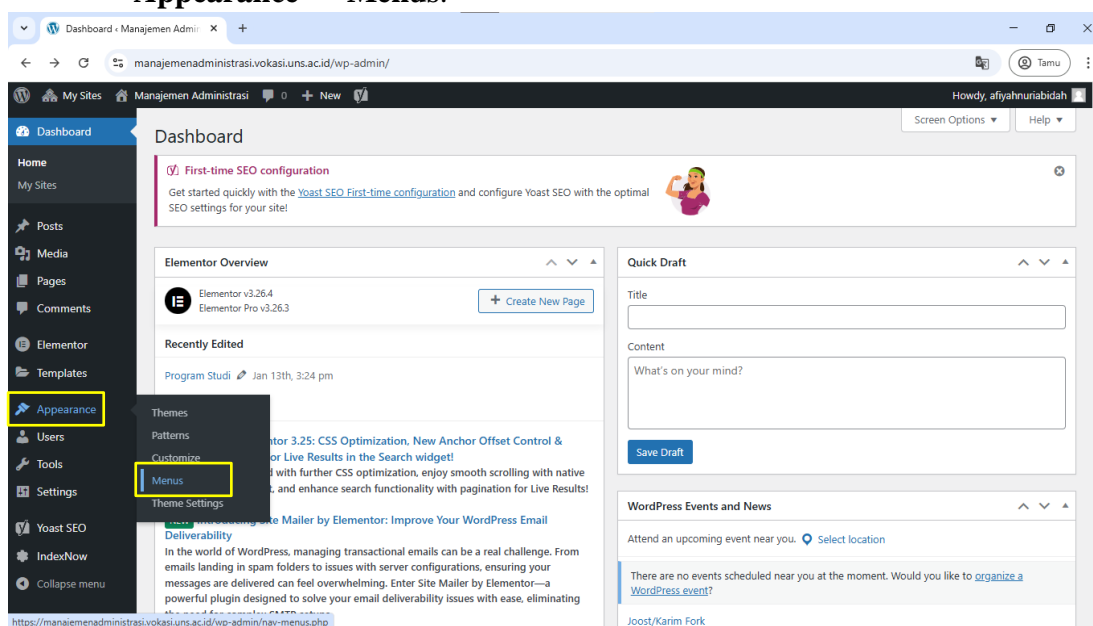 Appearance
Menus.
Dashboard ‹ Manajemen Admin
manajemenadministrasi.vokasi.uns.ac.id/wp-admin/
Tamu
My Sites
Manajemen Administrasi
0
New
Howdy, afiyahnuriabidah
Screen Options
Help
Dashboard
Home
My Sites
Posts
Media
Pages
Comments
Elementor
Templates
Appearance
Users
Tools
Settings
Yoast SEO
IndexNow
Collapse menu
Themes
Patterns
Customize
Menus
Theme Settings
Dashboard
First-time SEO configuration
Get started quickly with the Yoast SEO First-time configuration and configure Yoast SEO with the optimal
SEO settings for your site!
Elementor Overview
Elementor v3.26.4
Elementor Pro v3.26.3
+ Create New Page
Recently Edited
Program Studi Jan 13th, 3:24 pm
ntor 3.25: CSS Optimization, New Anchor Offset Control &
or Live Results in the Search widget!
with further CSS optimization, enjoy smooth scrolling with native
, and enhance search functionality with pagination for Live Results!
Introducing Site Mailer by Elementor: Improve Your WordPress Email
Deliverability
In the world of WordPress, managing transactional emails can be a real challenge. From
emails landing in spam folders to issues with server configurations, ensuring your
messages are delivered can feel overwhelming. Enter Site Mailer by Elementor—a
powerful plugin designed to solve your email deliverability issues with ease, eliminating
Quick Draft
Title
Content
What's on your mind?
Save Draft
WordPress Events and News
Attend an upcoming event near you. Select location
There are no events scheduled near you at the moment. Would you like to organize a
WordPress event?
Joost/Karim Fork
https://manajemenadministrasi.vokasi.uns.ac.id/wp-admin/nav-menus.php